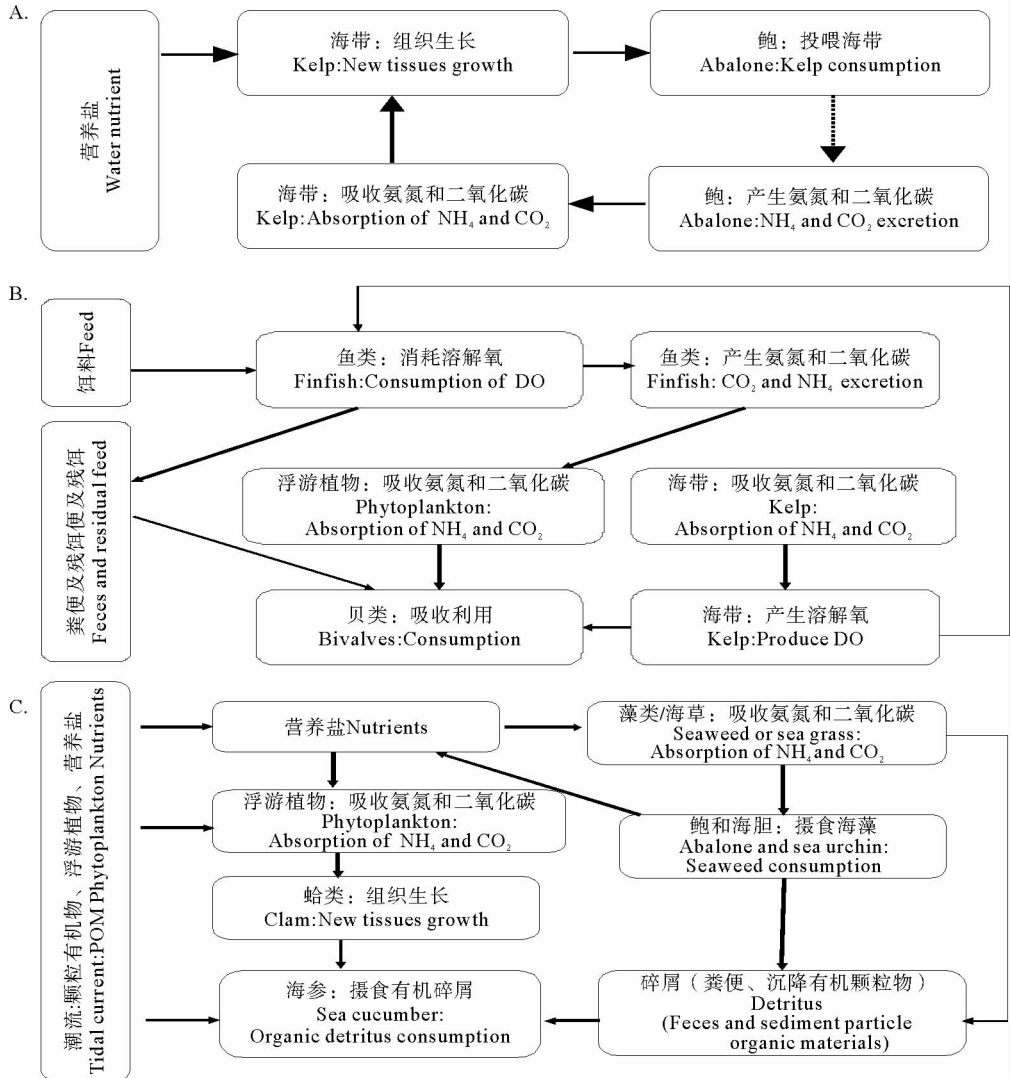 A.
营养盐
Water nutrient
海带：组织生长
Kelp:New tissues growth
鲍：投喂海带
Abalone:Kelp consumption
海带：吸收氨氮和二氧化碳
Kelp:Absorption of NH₄ and CO₂
鲍：产生氨氮和二氧化碳
Abalone:NH₄ and CO₂ excretion
B.
饵料Feed
鱼类：消耗溶解氧
Finfish:Consumption of DO
鱼类：产生氨氮和二氧化碳
Finfish: CO₂ and NH₄ excretion
粪便及残饵便及残饵
Feces and residual feed
浮游植物：吸收氨氮和二氧化碳
Phytoplankton:
Absorption of NH₄ and CO₂
海带：吸收氨氮和二氧化碳
Kelp:
Absorption of NH₄ and CO₂
贝类：吸收利用
Bivalves:Consumption
海带：产生溶解氧
Kelp:Produce DO
C.
潮流:颗粒有机物、浮游植物、营养盐
Tidal current:POM Phytoplankton Nutrients
营养盐Nutrients
藻类/海草：吸收氨氮和二氧化碳
Seaweed or sea grass:
Absorption of NH₄ and CO₂
浮游植物：吸收氨氮和二氧化碳
Phytoplankton:
Absorption of NH₄ and CO₂
鲍和海胆：摄食海藻
Abalone and sea urchin:
Seaweed consumption
蛤类：组织生长
Clam:New tissues growth
海参：摄食有机碎屑
Sea cucumber:
Organic detritus consumption
碎屑（粪便、沉降有机颗粒物）
Detritus
(Feces and sediment particle
organic materials)